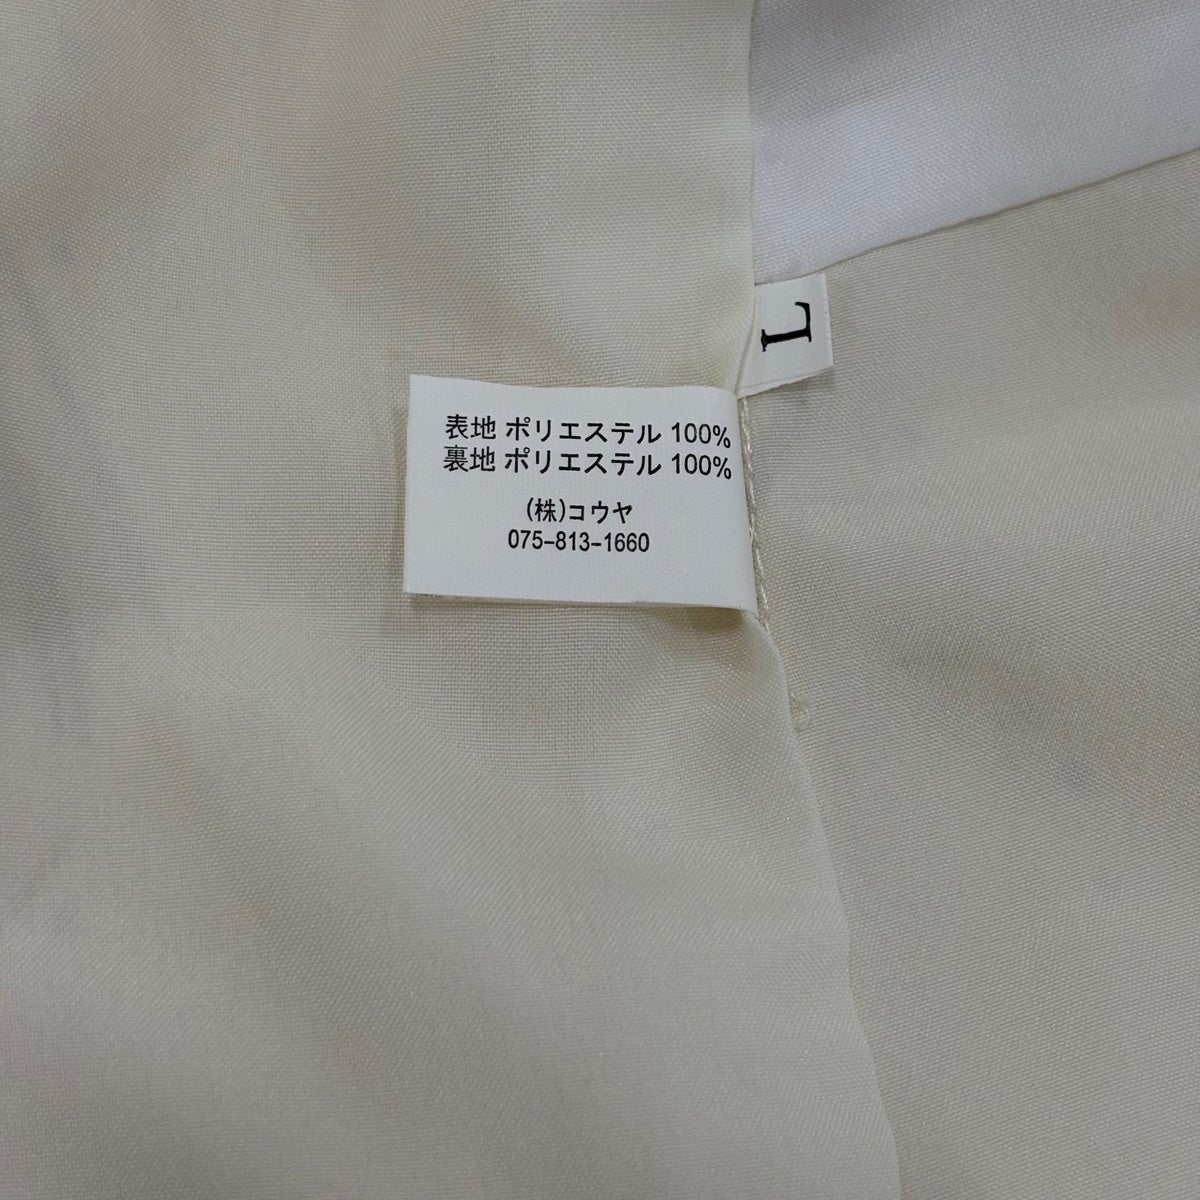 L
表地 ポリエステル 100%
裏地 ポリエステル 100%
(株)コウヤ
075-813-1660